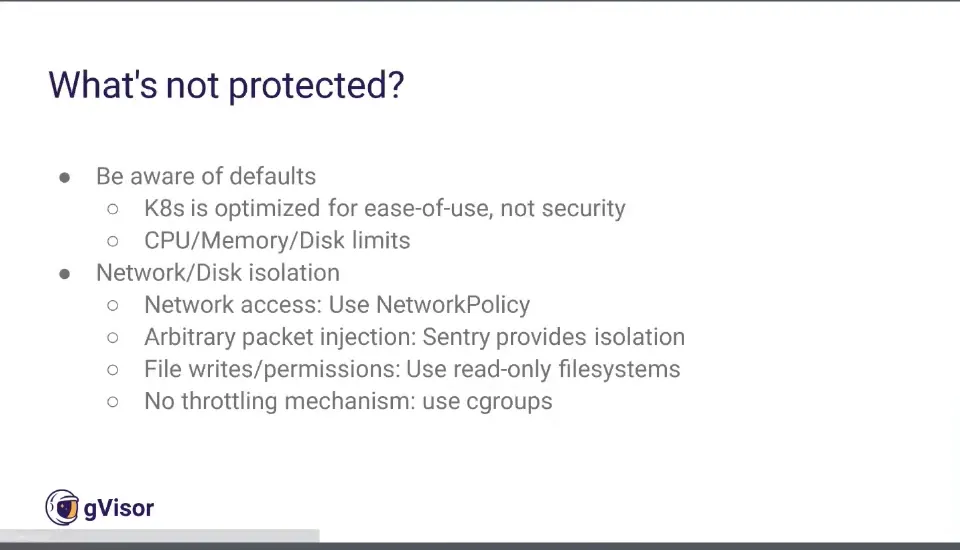 What's not protected?
● Be aware of defaults
○ K8s is optimized for ease-of-use, not security
○ CPU/Memory/Disk limits
● Network/Disk isolation
○ Network access: Use NetworkPolicy
○ Arbitrary packet injection: Sentry provides isolation
○ File writes/permissions: Use read-only filesystems
○ No throttling mechanism: use cgroups
gVisor